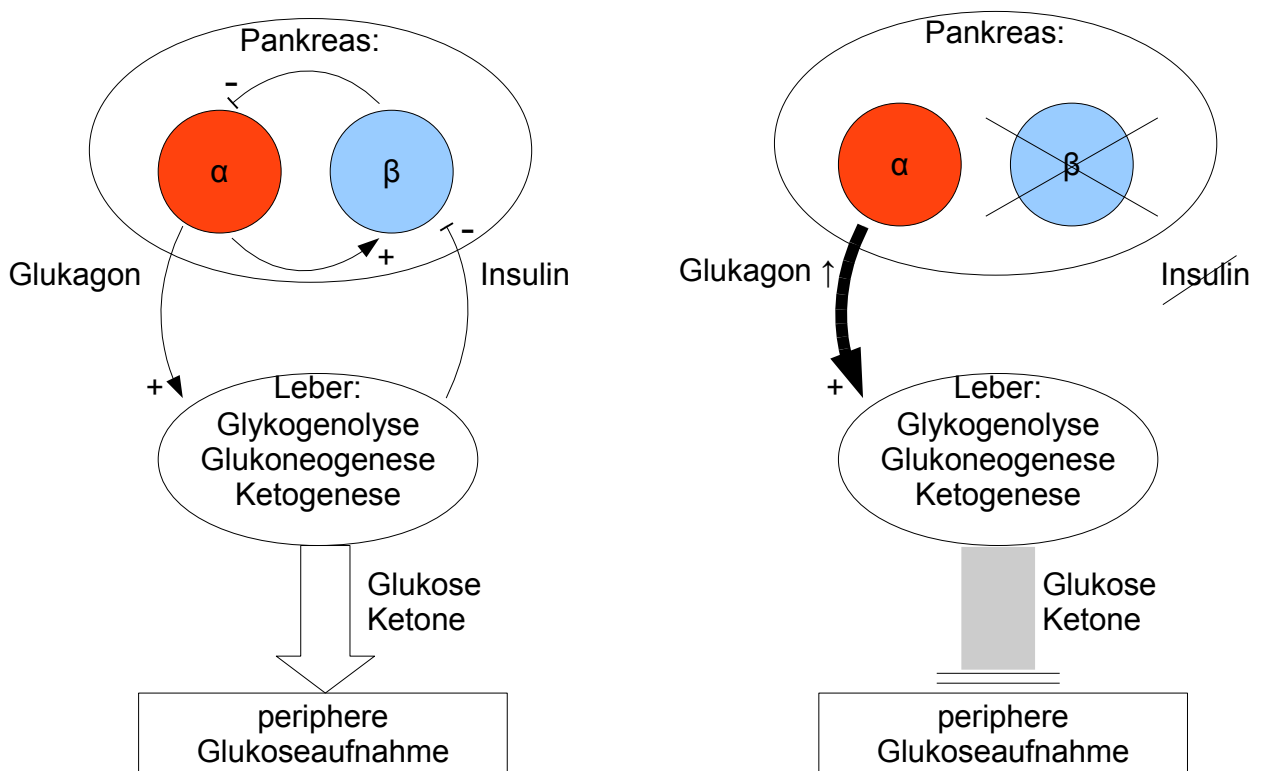 Pankreas:
-
α
β
-
+
Glukagon
Insulin
+
Leber:
Glykogenolyse
Glukoneogenese
Ketogenese
Glukose
Ketone
periphere
Glukoseaufnahme
Pankreas:
α
β
Glukagon ↑
Insulin
+
Leber:
Glykogenolyse
Glukoneogenese
Ketogenese
Glukose
Ketone
periphere
Glukoseaufnahme